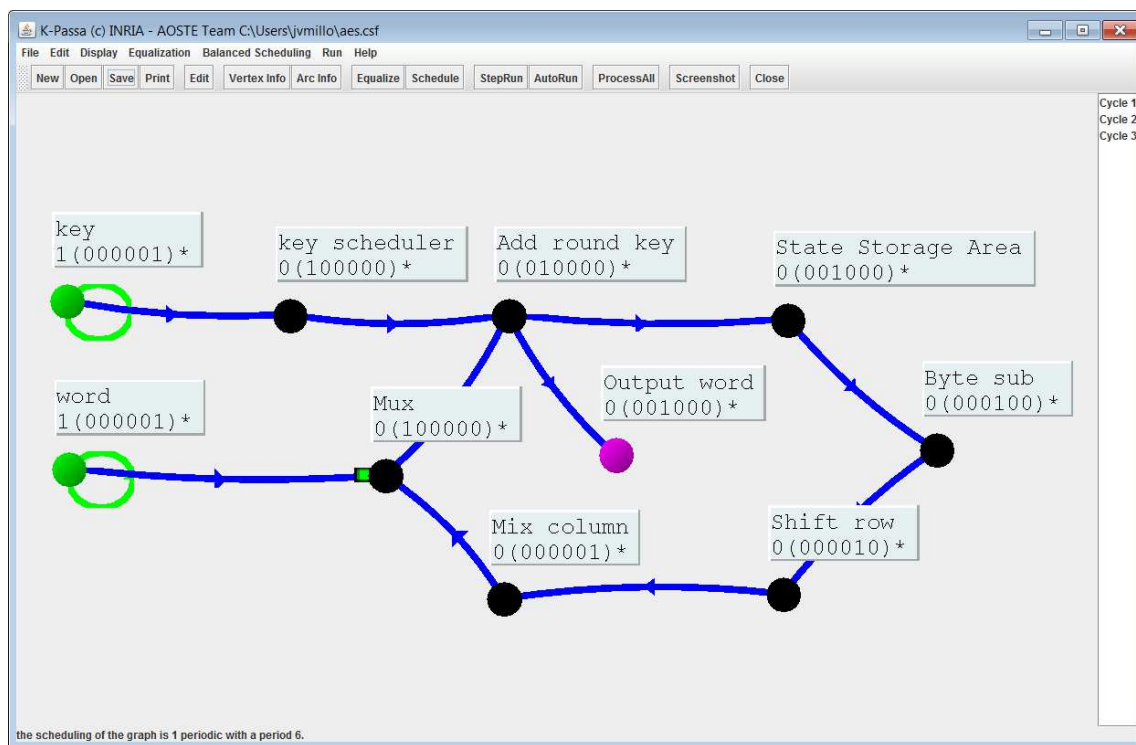 K-Passa (c) INRIA - AOSTE Team C:\Users\jvmillo\aes.csf
File Edit Display Equalization Balanced Scheduling Run Help
New Open Save Print Edit Vertex Info Arc Info Equalize Schedule StepRun AutoRun ProcessAll Screenshot Close
Cycle 1
Cycle 2
Cycle 3
key
1(000001)*
key scheduler
0(100000)*
Add round key
0(010000)*
State Storage Area
0(001000)*
word
1(000001)*
Mux
0(100000)*
Output word
0(001000)*
Byte sub
0(000100)*
Mix column
0(000001)*
Shift row
0(000010)*
the scheduling of the graph is 1 periodic with a period 6.